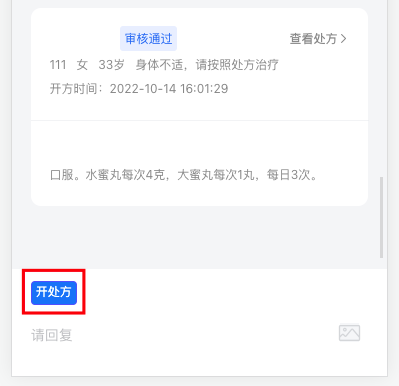 审核通过 查看处方
111 女 33岁 身体不适，请按照处方治疗
开方时间：2022-10-14 16:01:29
口服。水蜜丸每次4克，大蜜丸每次1丸，每日3次。
开处方
请回复